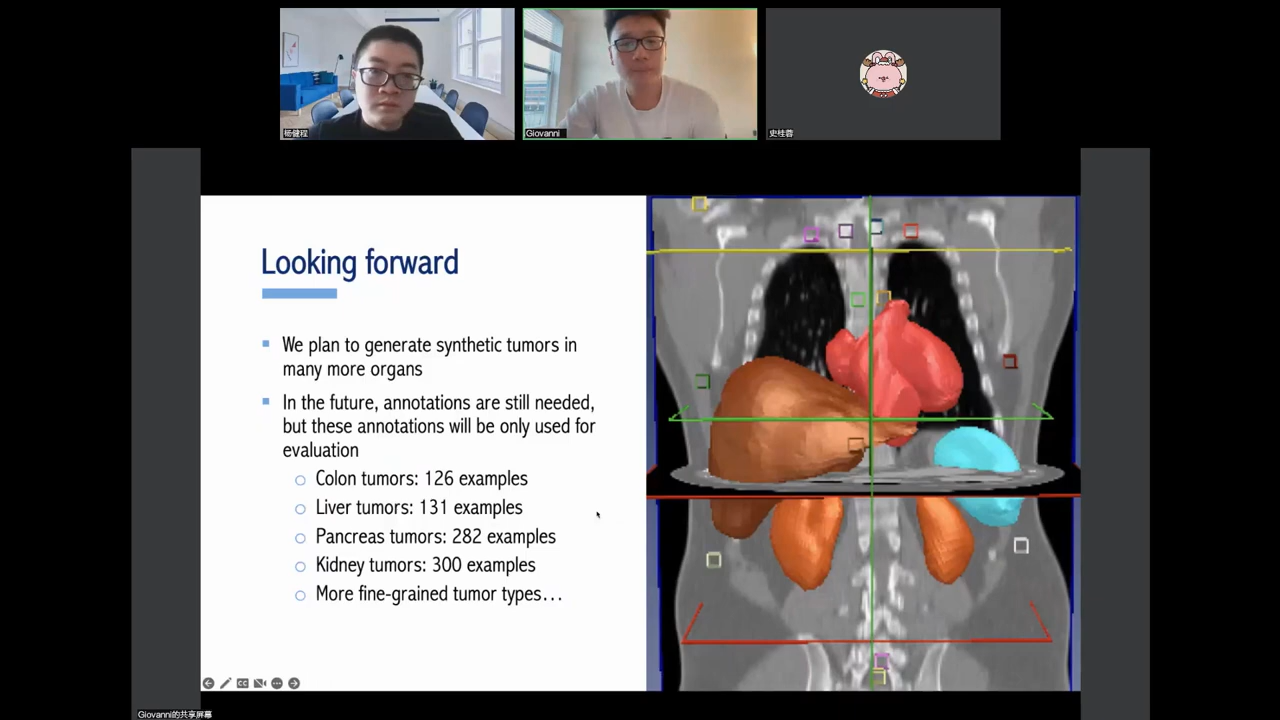 杨健程
Giovanni
史桂蓉
Looking forward
We plan to generate synthetic tumors in
many more organs
In the future, annotations are still needed,
but these annotations will be only used for
evaluation
Colon tumors: 126 examples
Liver tumors: 131 examples
Pancreas tumors: 282 examples
Kidney tumors: 300 examples
More fine-grained tumor types…
Giovanni的共享屏幕